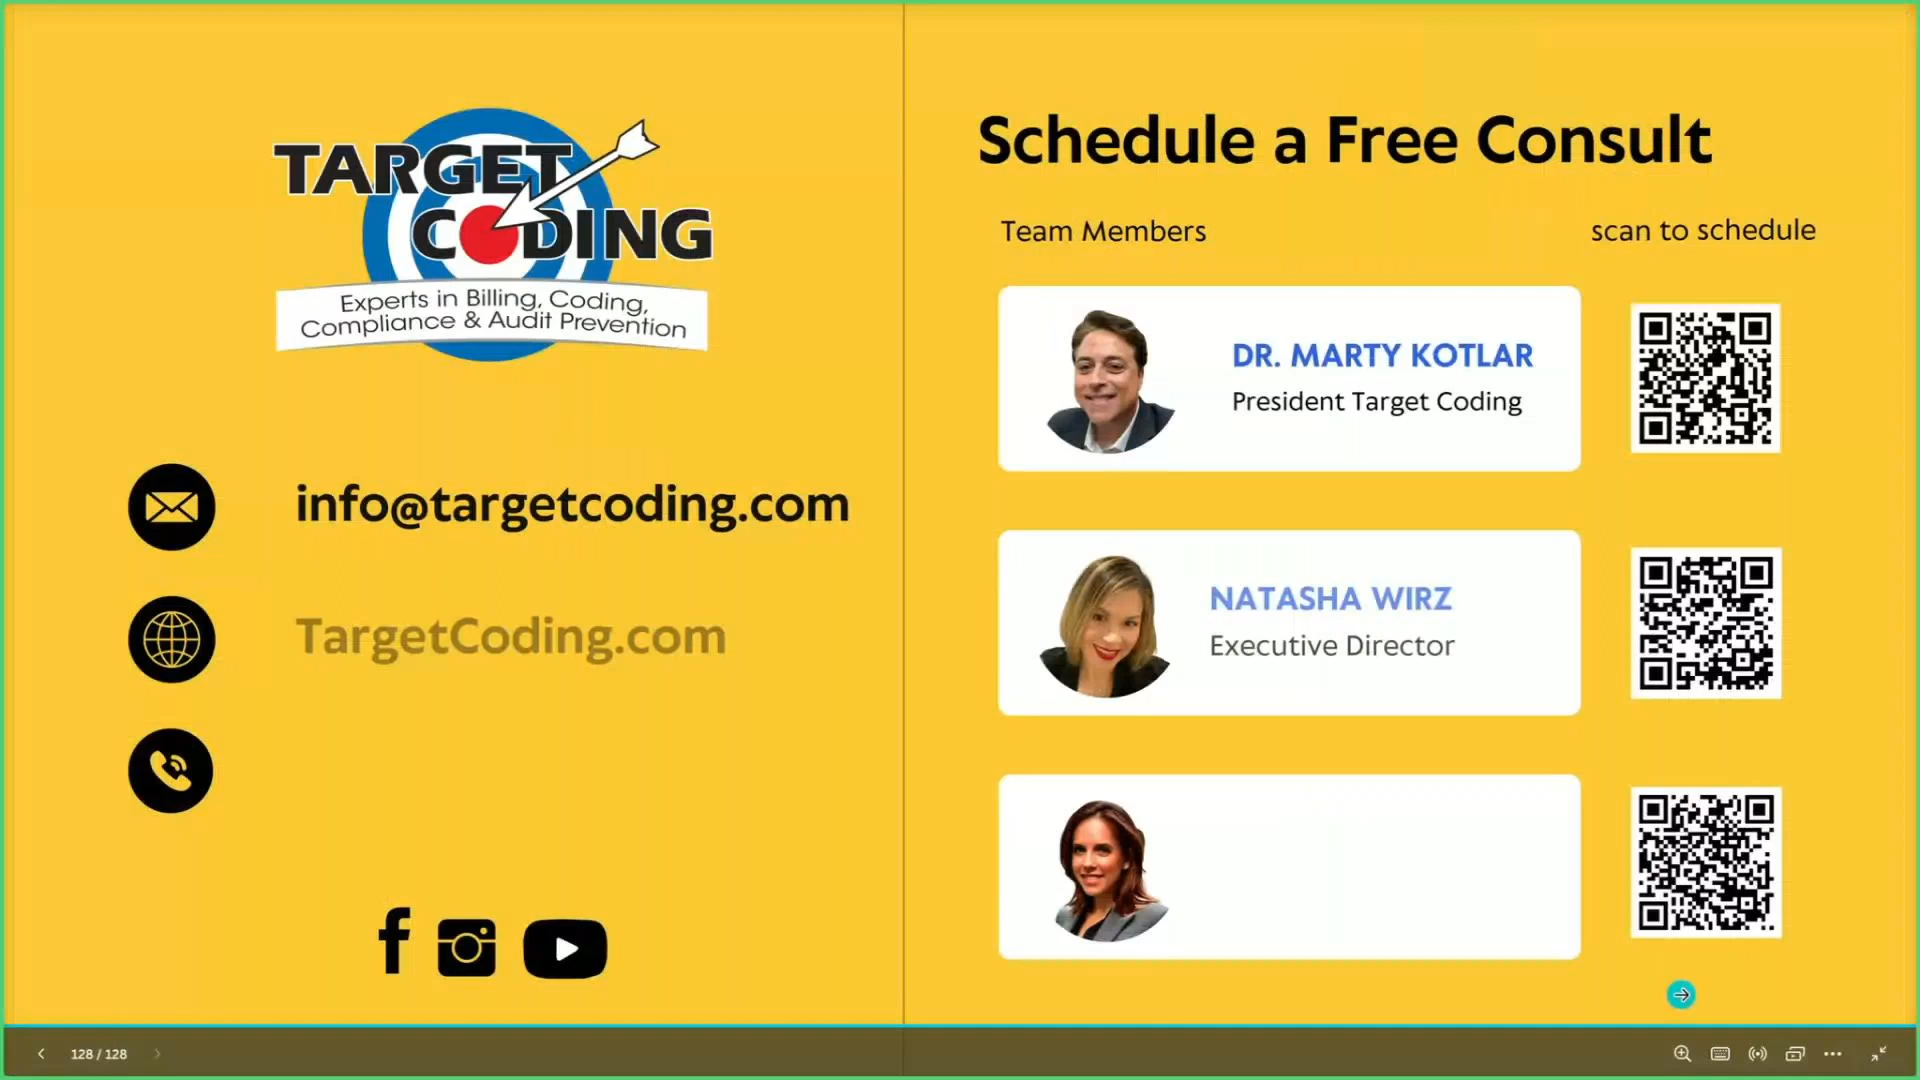 TARGET
CODING
Experts in Billing, Coding,
Compliance & Audit Prevention
info@targetcoding.com
TargetCoding.com
Schedule a Free Consult
Team Members
scan to schedule
DR. MARTY KOTLAR
President Target Coding
NATASHA WIRZ
Executive Director
128 / 128